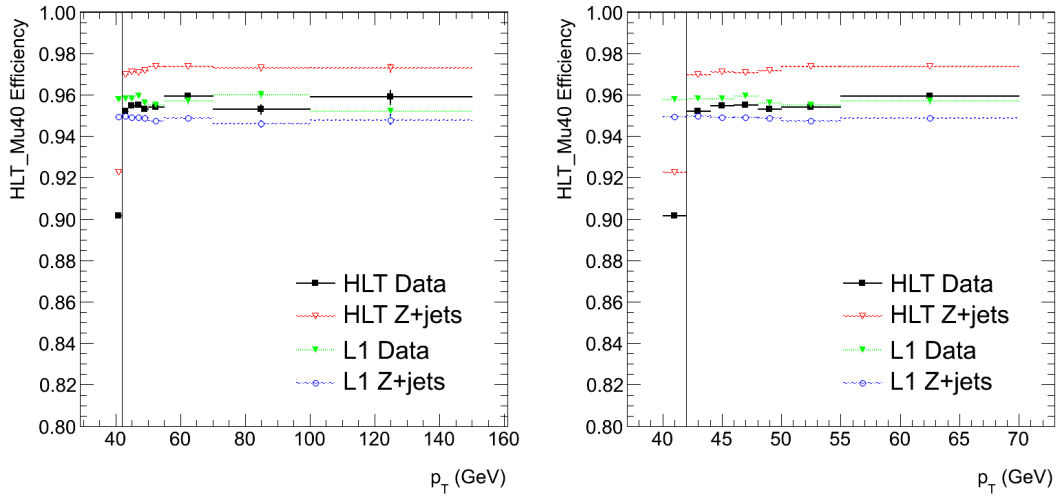 HLT_Mu40 Efficiency
1.00
0.98
0.96
0.94
0.92
0.90
0.88
0.86
0.84
0.82
0.80
HLT Data
HLT Z+jets
L1 Data
L1 Z+jets
40 60 80 100 120 140 160
p_T (GeV)
HLT_Mu40 Efficiency
1.00
0.98
0.96
0.94
0.92
0.90
0.88
0.86
0.84
0.82
0.80
HLT Data
HLT Z+jets
L1 Data
L1 Z+jets
40 45 50 55 60 65 70
p_T (GeV)